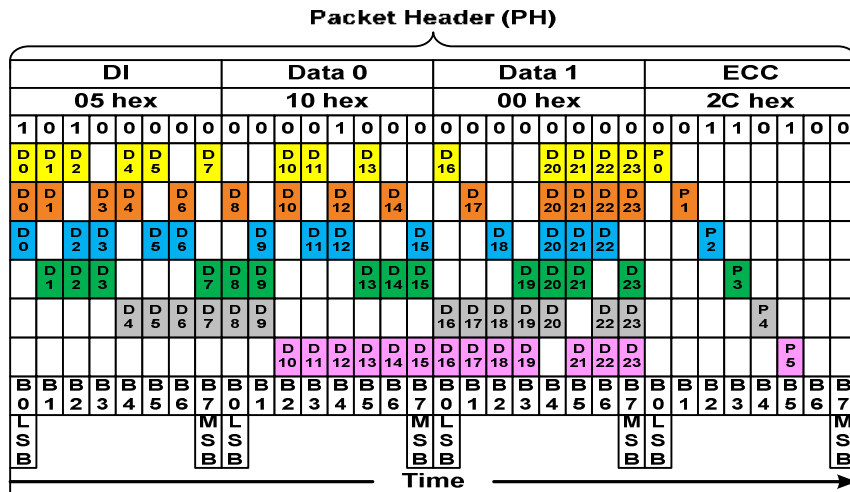 Packet Header (PH)
DI Data 0 Data 1 ECC
05 hex 10 hex 00 hex 2C hex
1 0 1 0 0 0 0 0 0 0 0 0 1 0 0 0 0 0 0 0 0 0 0 0 0 0 1 1 0 1 0 0
D0 D1 D2 D4 D5 D7 D10 D11 D13 D16 D20 D21 D22 D23 P0
D0 D1 D3 D4 D6 D8 D10 D12 D14 D17 D20 D21 D22 D23 P1
D0 D2 D3 D5 D6 D9 D11 D12 D15 D18 D20 D21 D22 P2
D1 D2 D3 D7 D8 D9 D13 D14 D15 D19 D20 D21 D23 P3
D4 D5 D6 D7 D8 D9 D16 D17 D18 D19 D20 D22 D23 P4
D10 D11 D12 D13 D14 D15 D16 D17 D18 D19 D21 D22 D23 P5
B0 B1 B2 B3 B4 B5 B6 B7 B0 B1 B2 B3 B4 B5 B6 B7 B0 B1 B2 B3 B4 B5 B6 B7 B0 B1 B2 B3 B4 B5 B6 B7
LSB MSB LSB MSB LSB MSB LSB MSB
Time